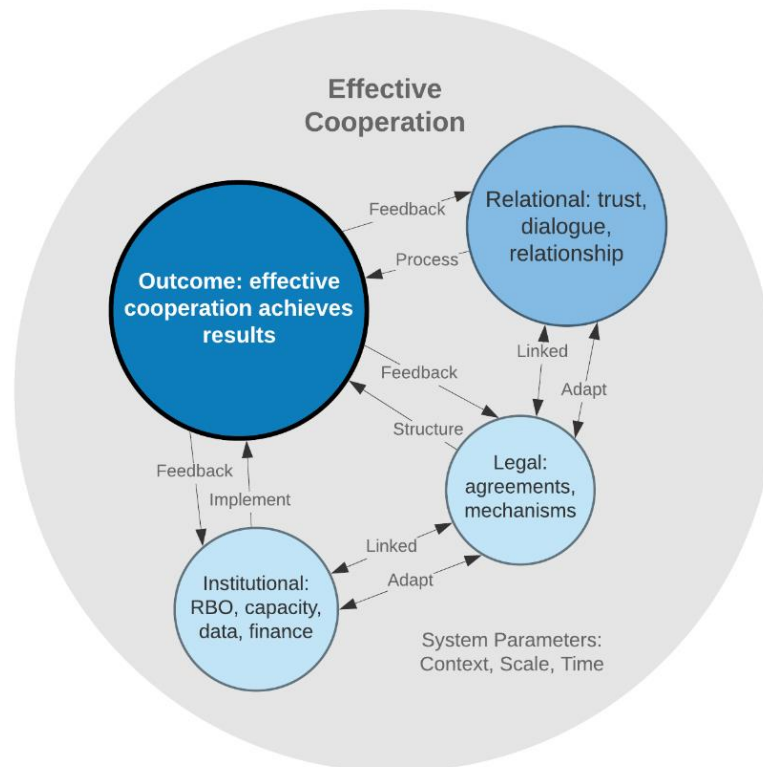 Effective
Cooperation
Feedback
Relational: trust,
dialogue,
relationship
Process
Outcome: effective
cooperation achieves
results
Linked
Adapt
Feedback
Structure
Legal:
agreements,
mechanisms
Feedback
Implement
Linked
Adapt
Institutional:
RBO, capacity,
data, finance
System Parameters:
Context, Scale, Time